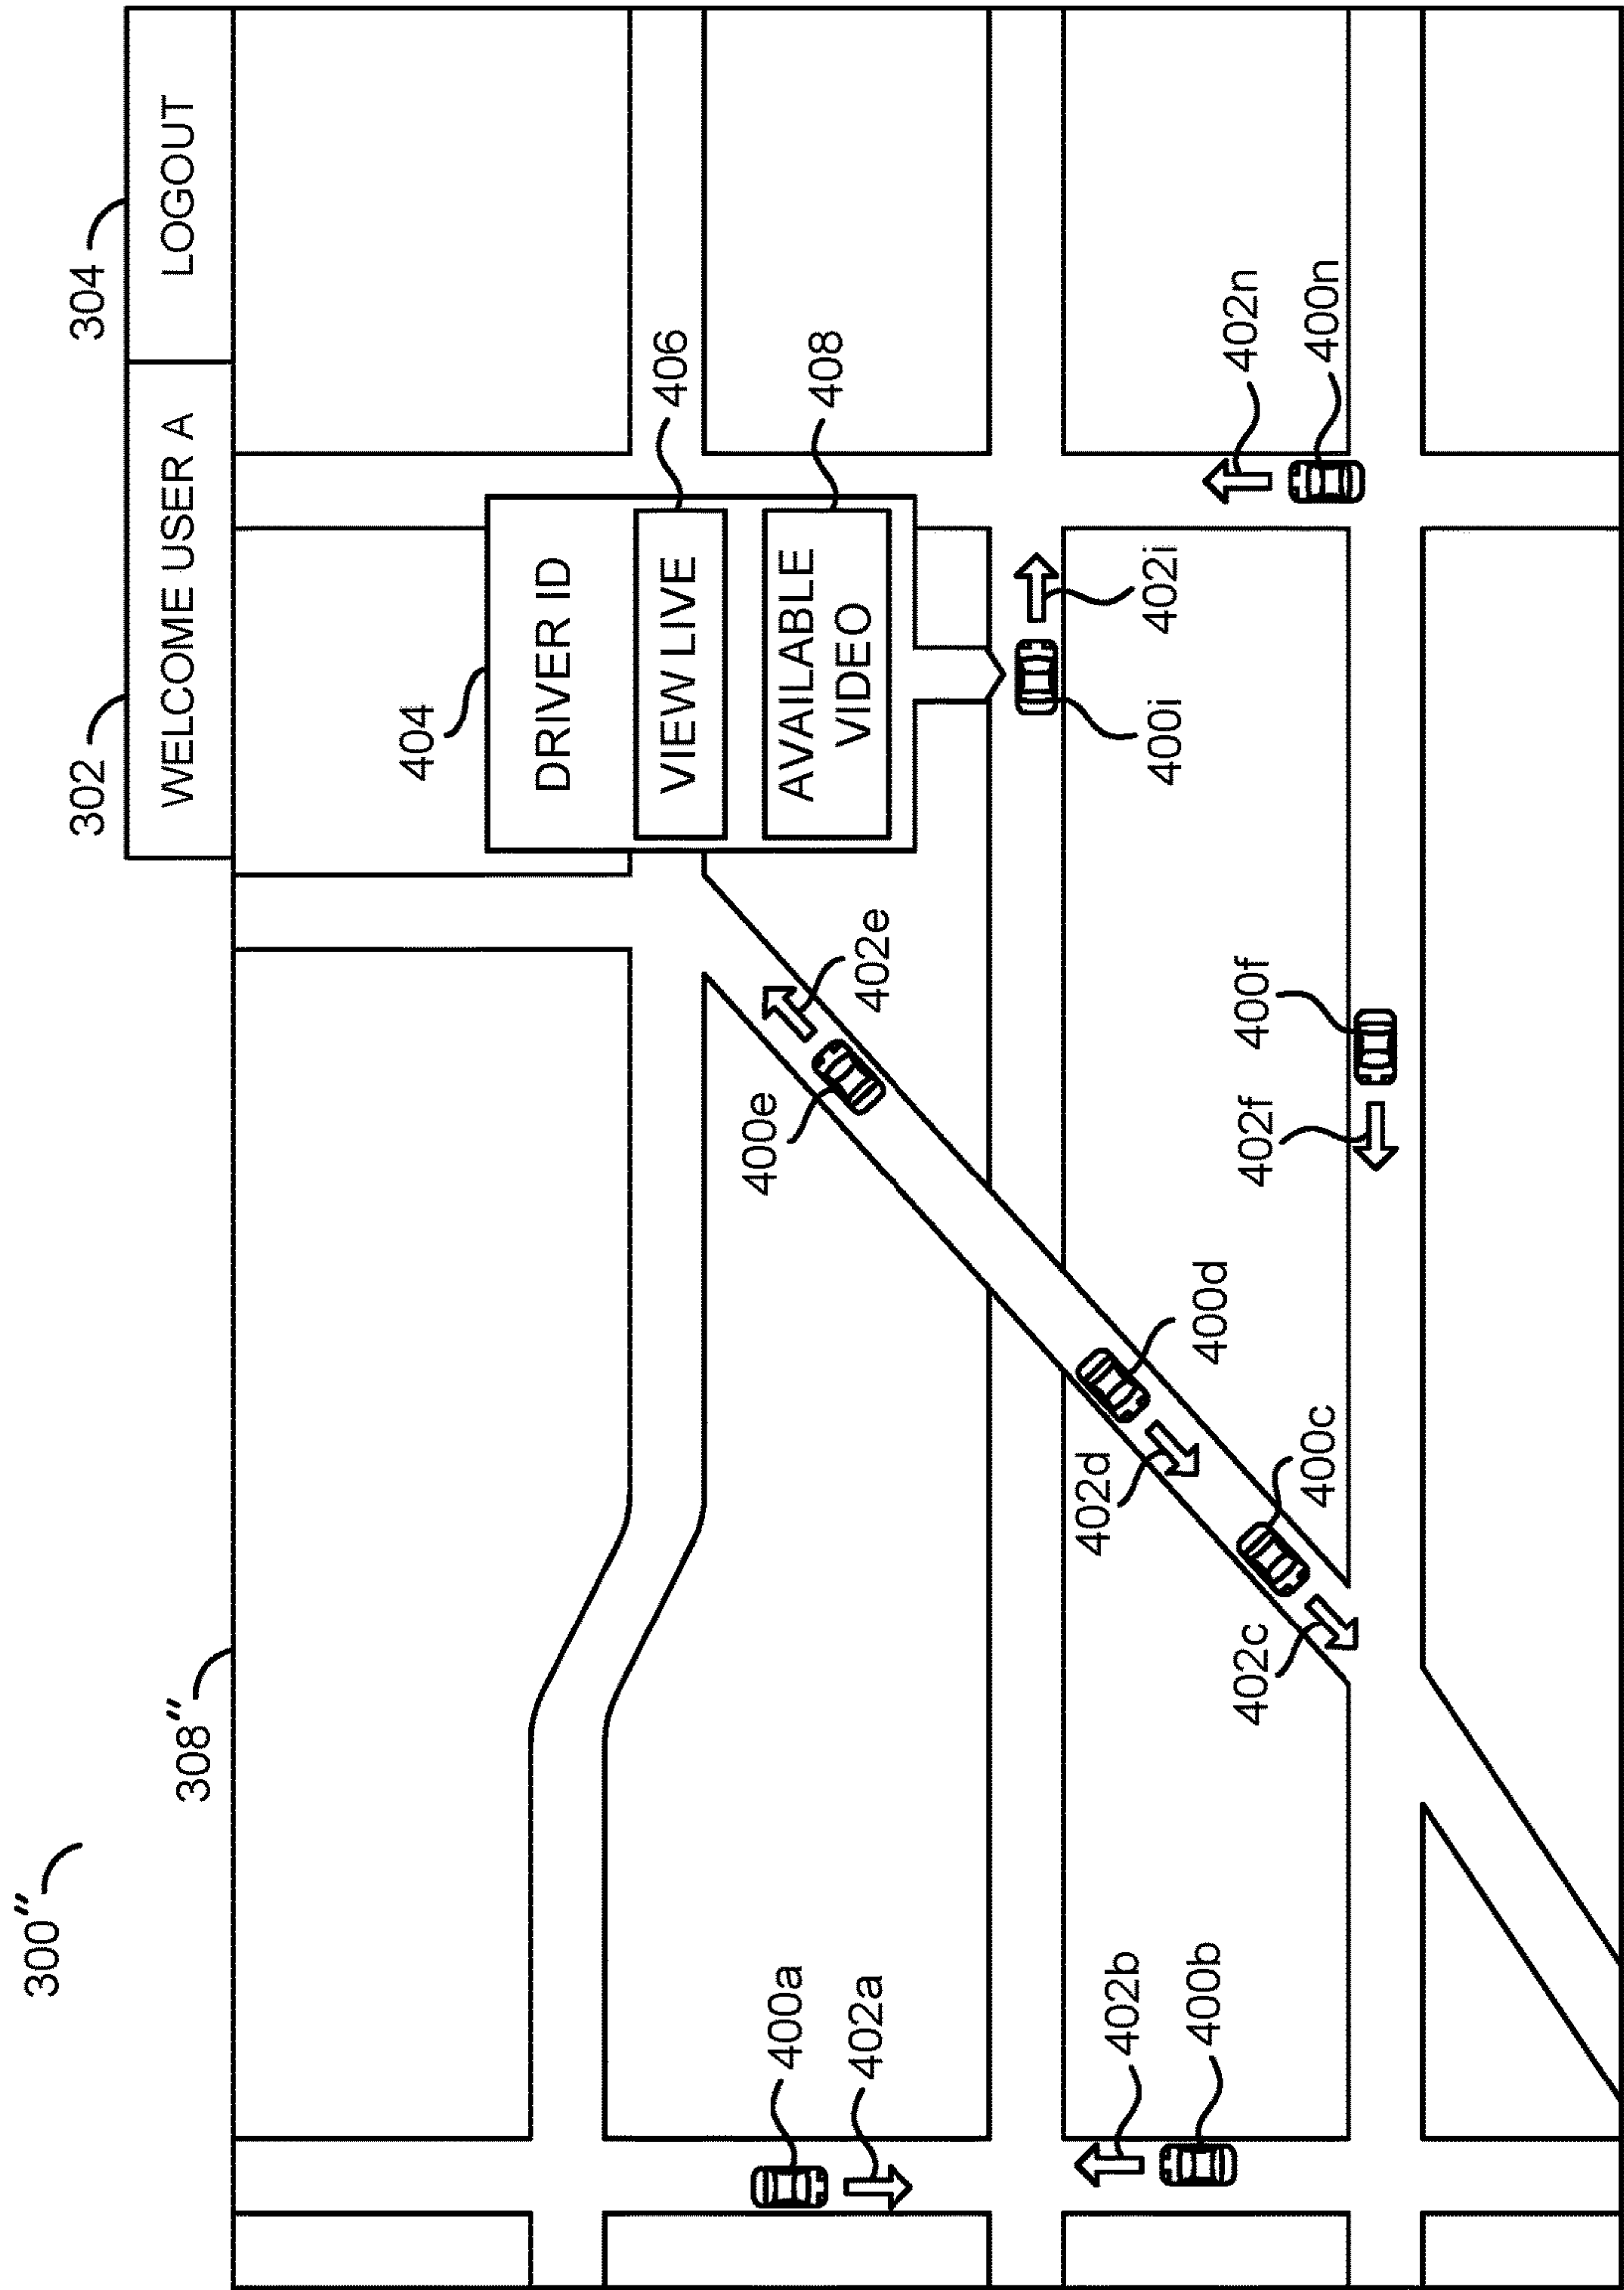 300″
308″
302
304
WELCOME USER A
LOGOUT
404
DRIVER ID
VIEW LIVE
406
AVAILABLE
VIDEO
408
400a
402a
402b
400b
402e
400e
400d
402d
400c
402c
400f
402f
402i
400i
402n
400n